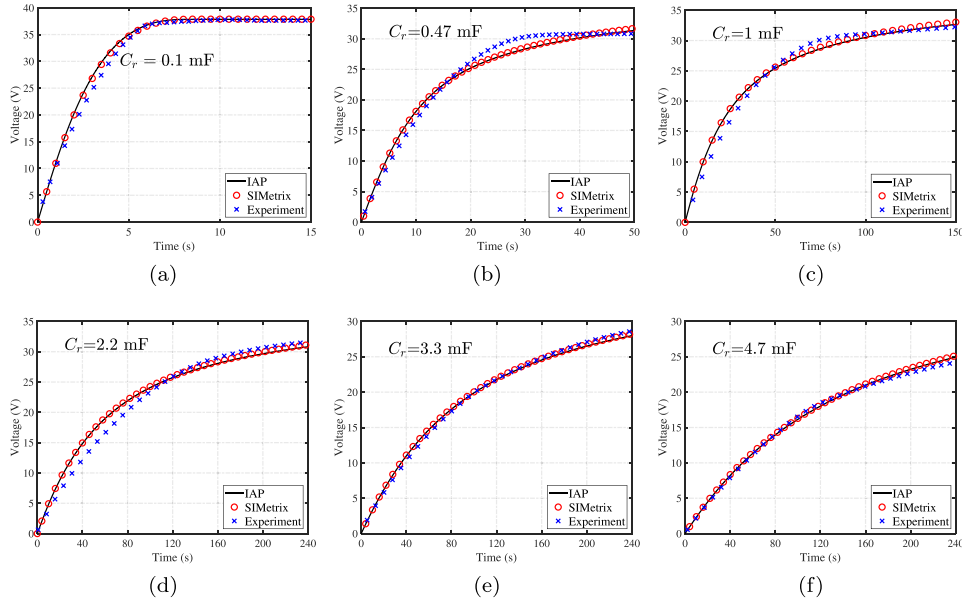 40
35
30
25
20
15
10
5
0
Voltage (V)
C_r = 0.1 mF
IAP
SIMetrix
Experiment
0 5 10 15
Time (s)
(a)
35
30
25
20
15
10
5
0
Voltage (V)
C_r=0.47 mF
IAP
SIMetrix
Experiment
0 10 20 30 40 50
Time (s)
(b)
35
30
25
20
15
10
5
0
Voltage (V)
C_r=1 mF
IAP
SIMetrix
Experiment
0 50 100 150
Time (s)
(c)
35
30
25
20
15
10
5
0
Voltage (V)
C_r=2.2 mF
IAP
SIMetrix
Experiment
0 40 80 120 160 200 240
Time (s)
(d)
30
25
20
15
10
5
0
Voltage (V)
C_r=3.3 mF
IAP
SIMetrix
Experiment
0 40 80 120 160 200 240
Time (s)
(e)
30
25
20
15
10
5
0
Voltage (V)
C_r=4.7 mF
IAP
SIMetrix
Experiment
0 40 80 120 160 200 240
Time (s)
(f)